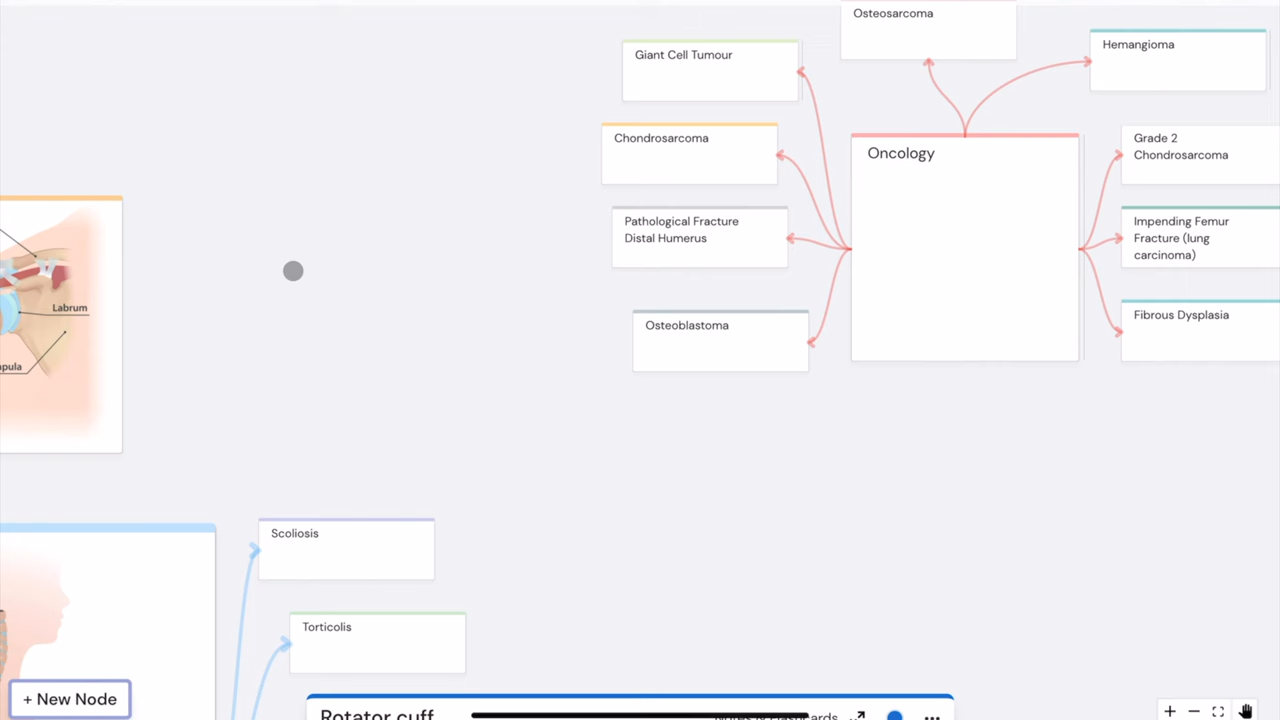 Osteosarcoma
Giant Cell Tumour
Hemangioma
Chondrosarcoma
Oncology
Grade 2
Chondrosarcoma
Pathological Fracture
Distal Humerus
Impending Femur
Fracture (lung
carcinoma)
Labrum
Osteoblastoma
Fibrous Dysplasia
Scoliosis
Torticolis
+ New Node
Rotator cuff